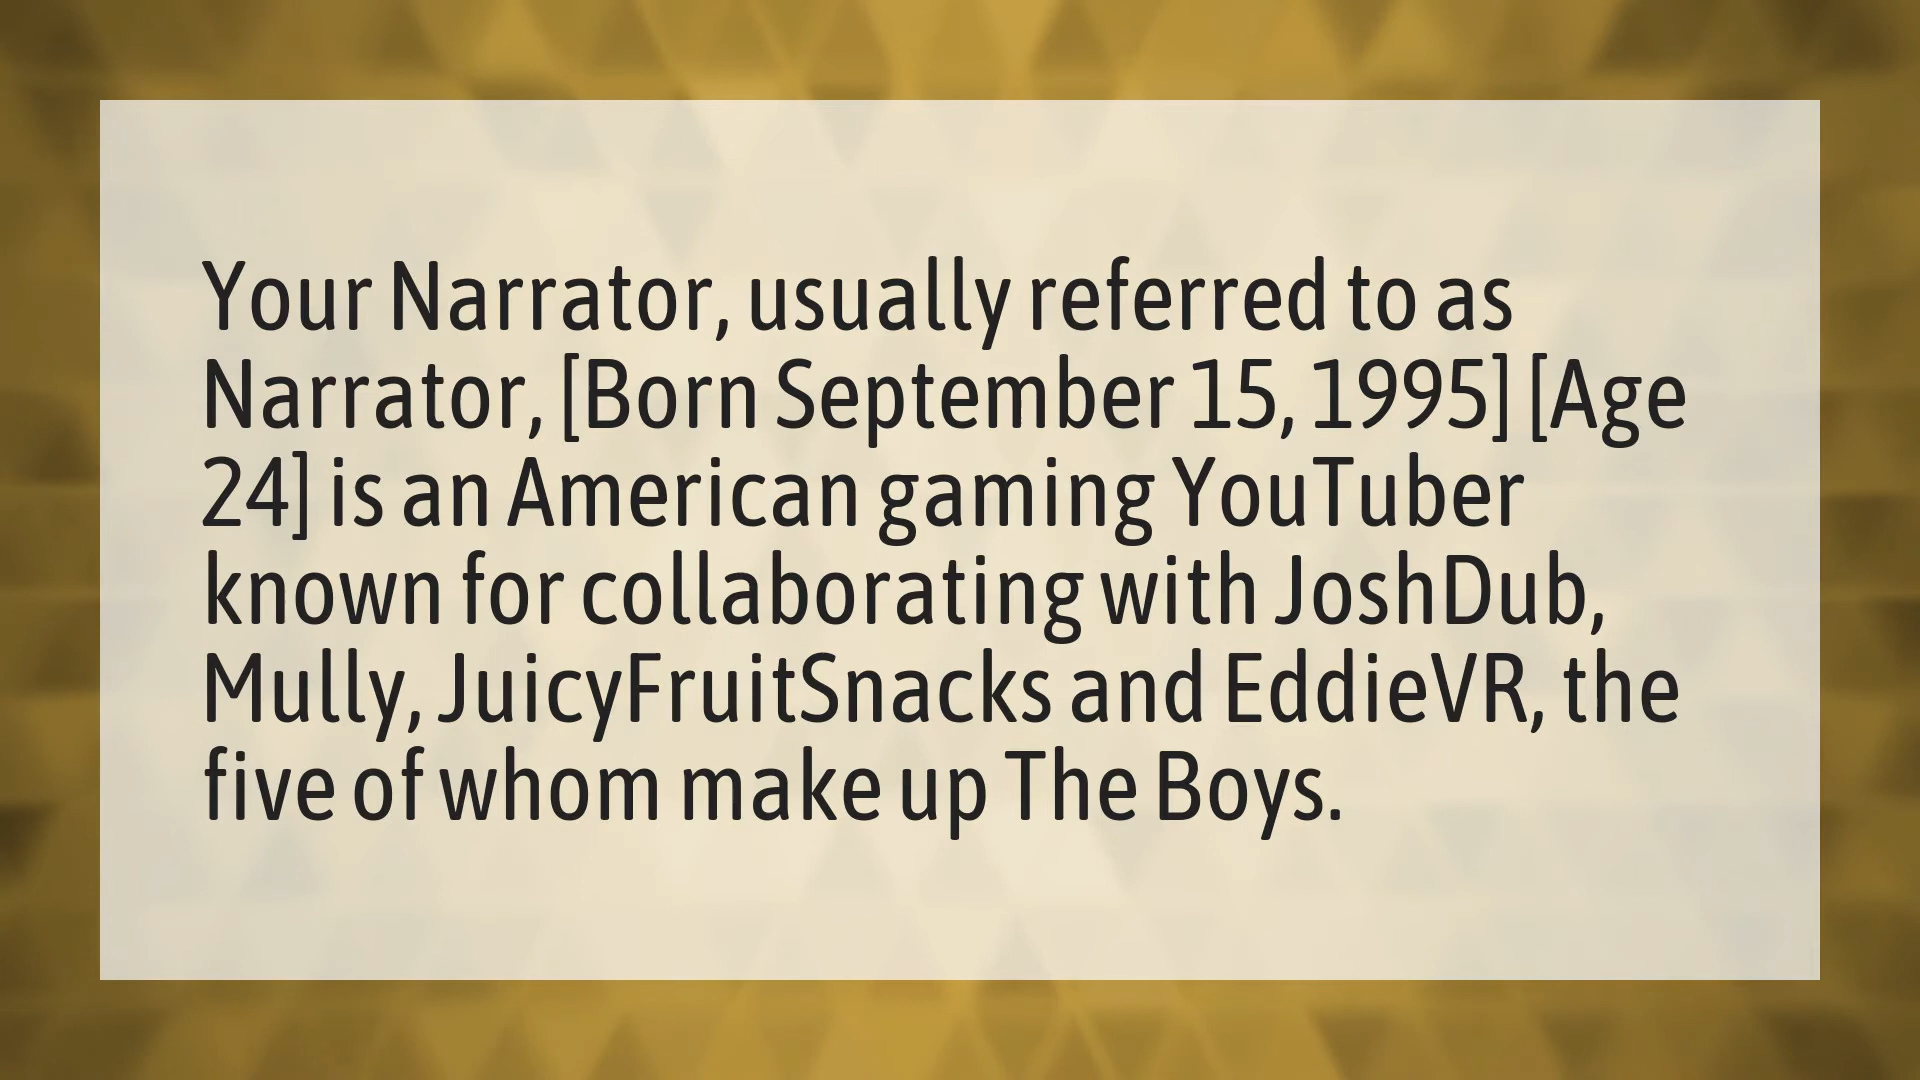 Your Narrator, usually referred to as
Narrator, [Born September 15, 1995] [Age
24] is an American gaming YouTuber
known for collaborating with JoshDub,
Mully, JuicyFruitSnacks and EddieVR, the
five of whom make up The Boys.